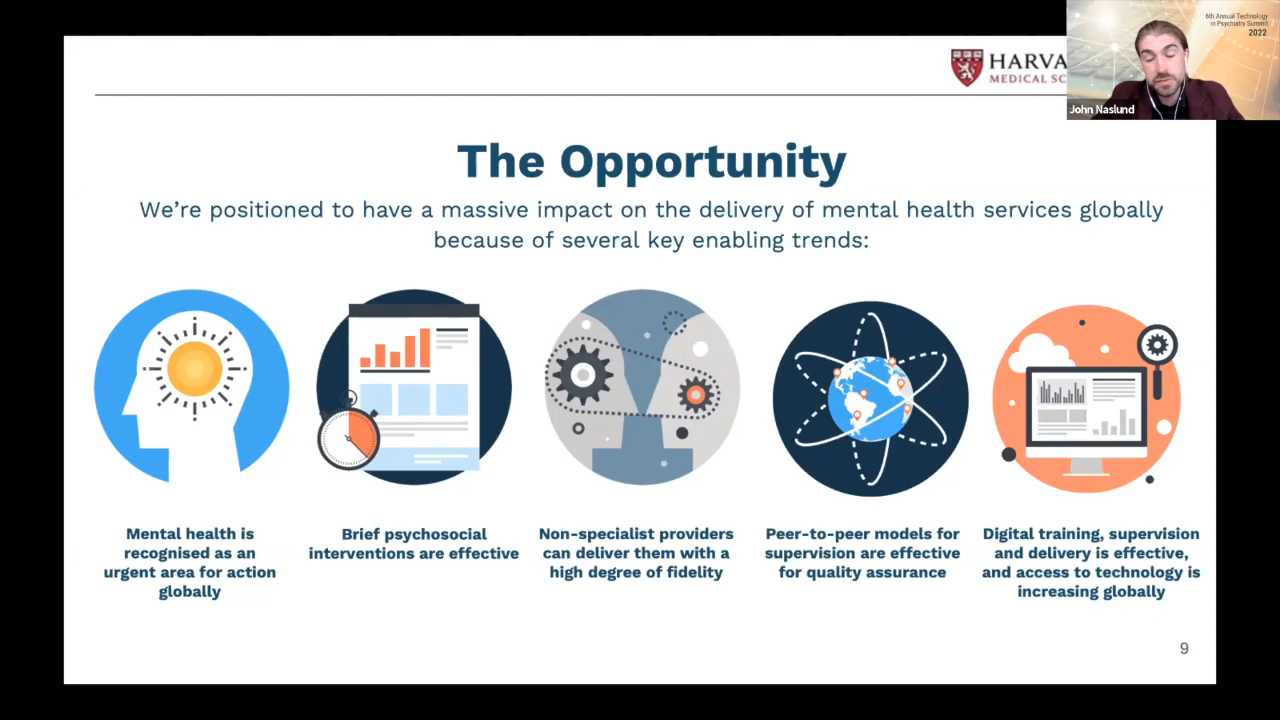 6th Annual Technology
in Psychiatry Summit
2022
John Naslund
HARVA
MEDICAL SC
The Opportunity
We're positioned to have a massive impact on the delivery of mental health services globally
because of several key enabling trends:
Mental health is
recognised as an
urgent area for action
globally
Brief psychosocial
interventions are effective
Non-specialist providers
can deliver them with a
high degree of fidelity
Peer-to-peer models for
supervision are effective
for quality assurance
Digital training, supervision
and delivery is effective,
and access to technology is
increasing globally
9